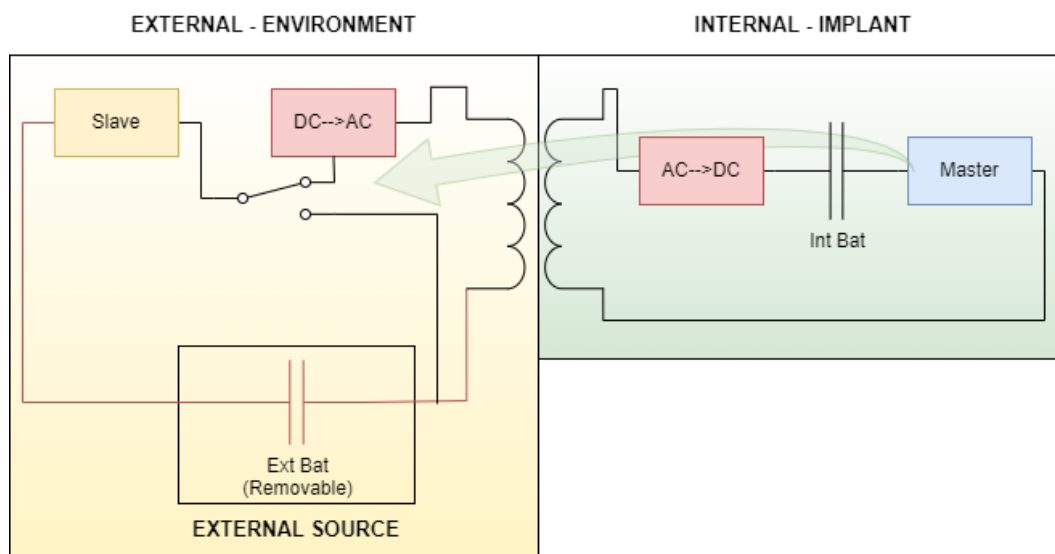 EXTERNAL - ENVIRONMENT
INTERNAL - IMPLANT
Slave
DC-->AC
AC-->DC
Master
Int Bat
Ext Bat
(Removable)
EXTERNAL SOURCE